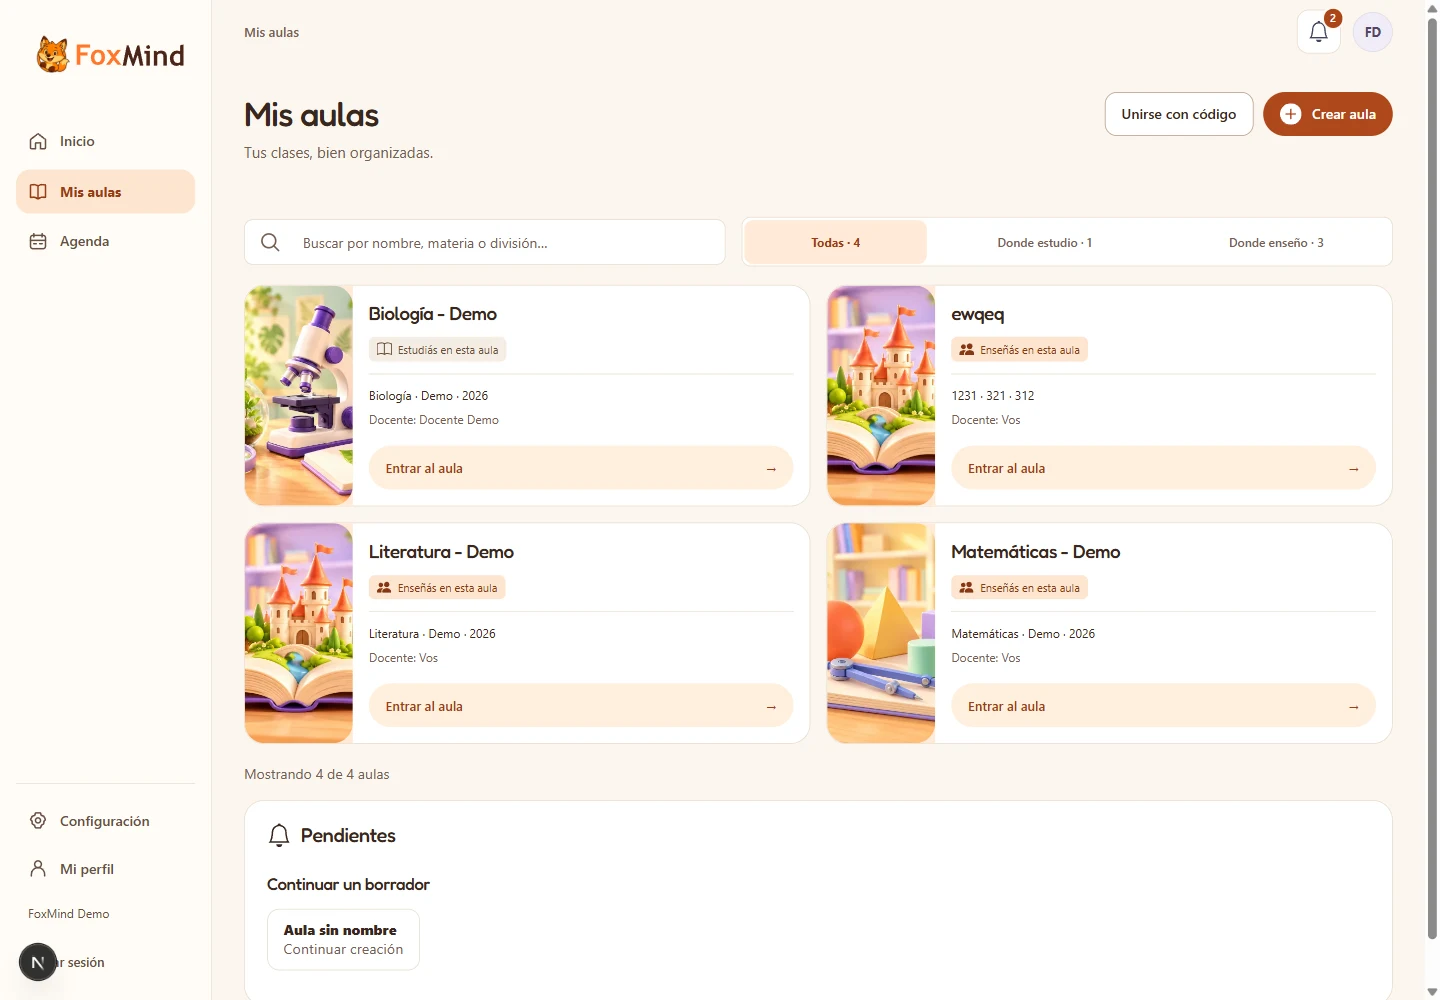 FoxMind
Inicio
Mis aulas
Agenda
Configuración
Mi perfil
FoxMind Demo
N
r sesión
Mis aulas
2
FD
Mis aulas
Tus clases, bien organizadas.
Unirse con código
Crear aula
Buscar por nombre, materia o división...
Todas · 4
Donde estudio · 1
Donde enseño · 3
Biología - Demo
Estudiás en esta aula
Biología · Demo · 2026
Docente: Docente Demo
Entrar al aula →
ewqeq
Enseñás en esta aula
1231 · 321 · 312
Docente: Vos
Entrar al aula →
Literatura - Demo
Enseñás en esta aula
Literatura · Demo · 2026
Docente: Vos
Entrar al aula →
Matemáticas - Demo
Enseñás en esta aula
Matemáticas · Demo · 2026
Docente: Vos
Entrar al aula →
Mostrando 4 de 4 aulas
Pendientes
Continuar un borrador
Aula sin nombre
Continuar creación